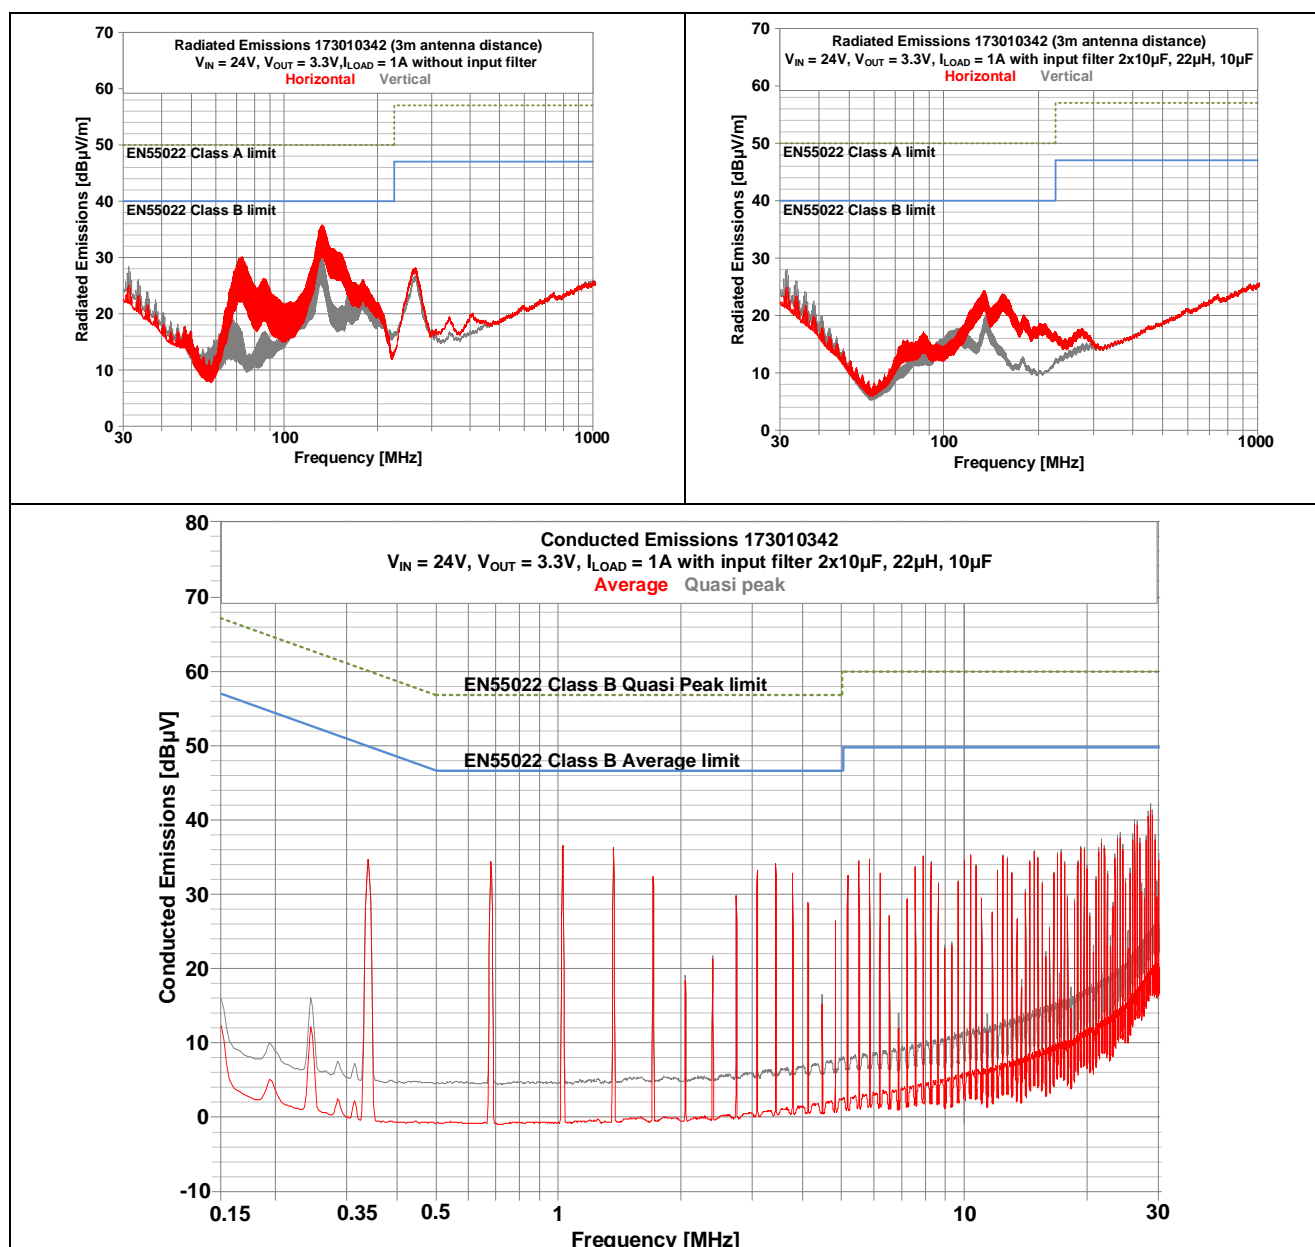 Radiated Emissions 173010342 (3m antenna distance)
VIN = 24V, VOUT = 3.3V,ILOAD = 1A without input filter
Horizontal Vertical
Radiated Emissions [dBµV/m]
70
60
50
40
30
20
10
0
EN55022 Class A limit
EN55022 Class B limit
30 100 1000
Frequency [MHz]
Radiated Emissions 173010342 (3m antenna distance)
VIN = 24V, VOUT = 3.3V, ILOAD = 1A with input filter 2x10µF, 22µH, 10µF
Horizontal Vertical
Radiated Emissions [dBµV/m]
70
60
50
40
30
20
10
0
EN55022 Class A limit
EN55022 Class B limit
30 100 1000
Frequency [MHz]
Conducted Emissions 173010342
VIN = 24V, VOUT = 3.3V, ILOAD = 1A with input filter 2x10µF, 22µH, 10µF
Average Quasi peak
Conducted Emissions [dBµV]
80
70
60
50
40
30
20
10
0
-10
EN55022 Class B Quasi Peak limit
EN55022 Class B Average limit
0.15 0.35 0.5 1 10 30
Frequency [MHz]